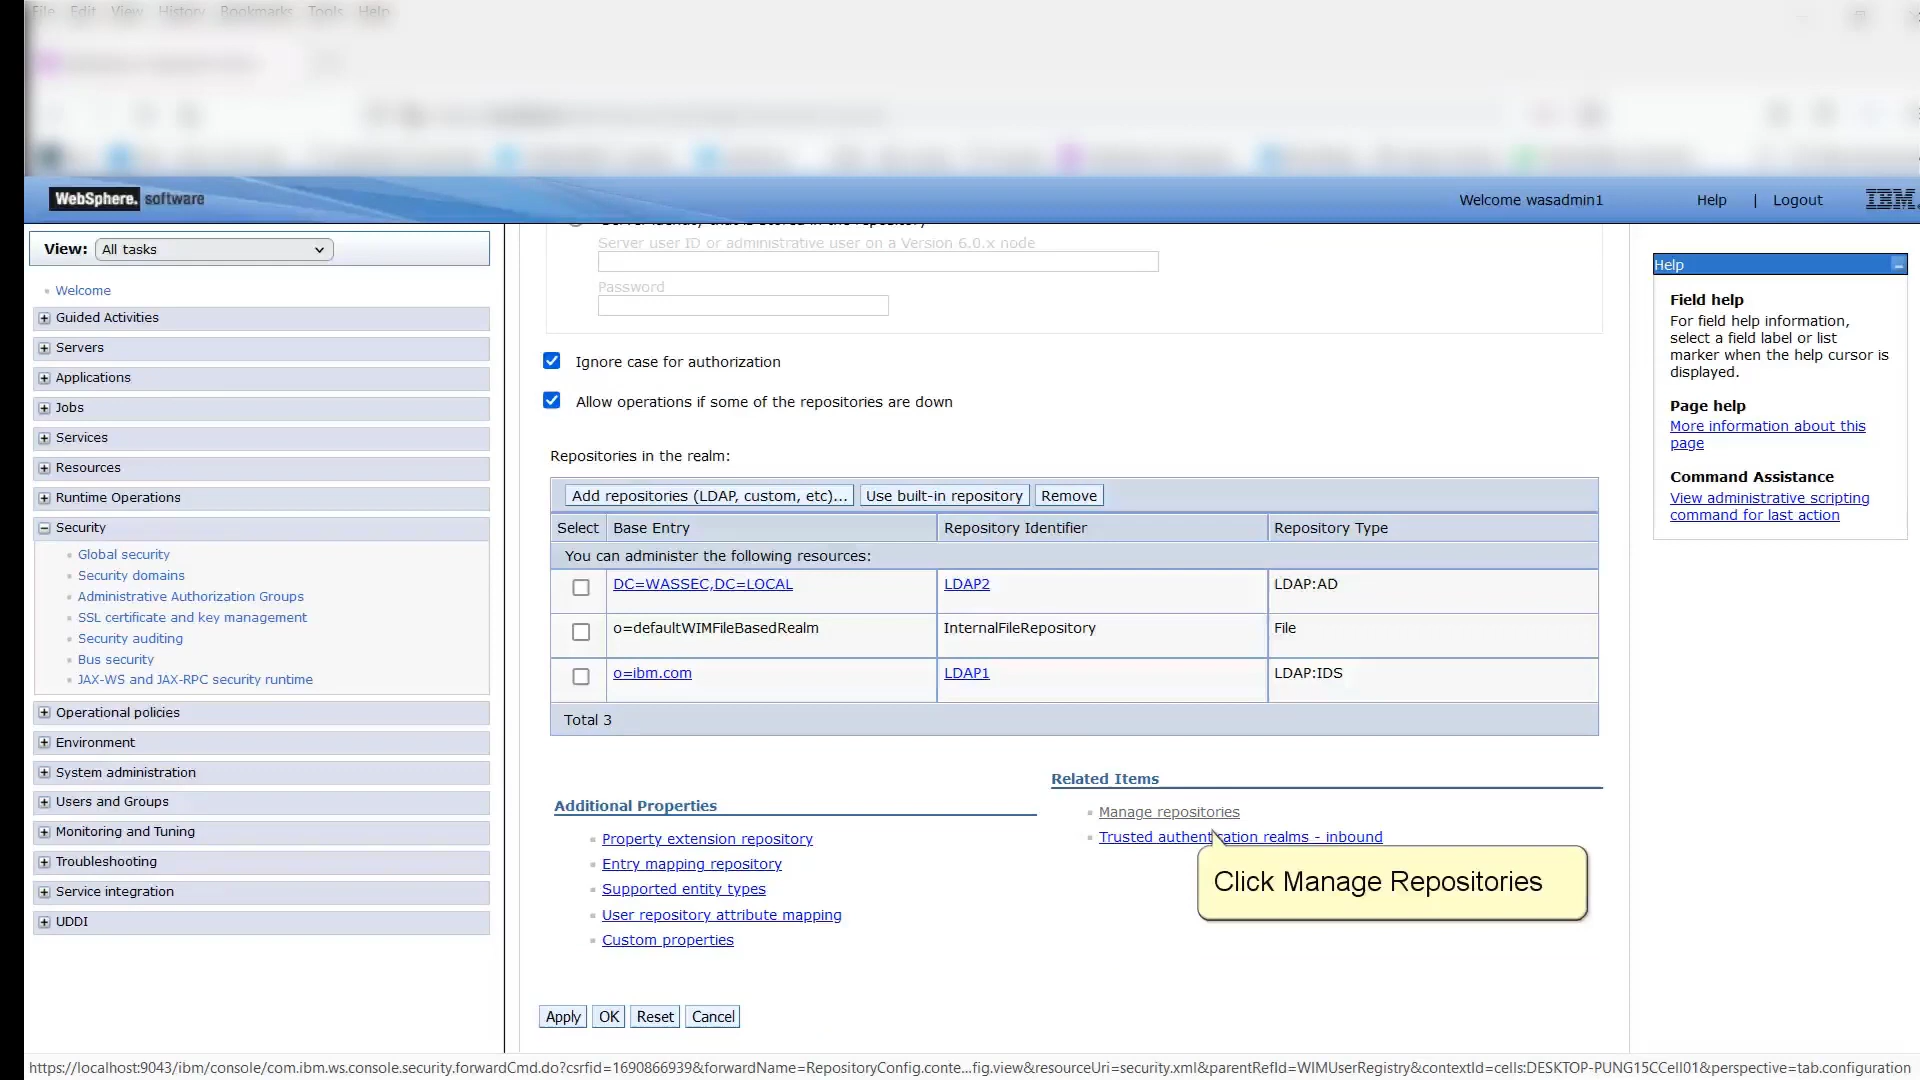 File Edit View History Bookmarks Tools Help
WebSphere. software
Welcome wasadmin1
Help | Logout
IBM.
View: All tasks
Welcome
Guided Activities
Servers
Applications
Jobs
Services
Resources
Runtime Operations
Security
Global security
Security domains
Administrative Authorization Groups
SSL certificate and key management
Security auditing
Bus security
JAX-WS and JAX-RPC security runtime
Operational policies
Environment
System administration
Users and Groups
Monitoring and Tuning
Troubleshooting
Service integration
UDDI
Server identity that is stored in the repository
Server user ID or administrative user on a Version 6.0.x node
Password
Ignore case for authorization
Allow operations if some of the repositories are down
Repositories in the realm:
Add repositories (LDAP, custom, etc)... Use built-in repository Remove
Select Base Entry Repository Identifier Repository Type
You can administer the following resources:
DC=WASSEC,DC=LOCAL LDAP2 LDAP:AD
o=defaultWIMFileBasedRealm InternalFileRepository File
o=ibm.com LDAP1 LDAP:IDS
Total 3
Additional Properties
Property extension repository
Entry mapping repository
Supported entity types
User repository attribute mapping
Custom properties
Related Items
Manage repositories
Trusted authentication realms - inbound
Click Manage Repositories
Apply OK Reset Cancel
Help
Field help
For field help information,
select a field label or list
marker when the help cursor is
displayed.
Page help
More information about this
page
Command Assistance
View administrative scripting
command for last action
https://localhost:9043/ibm/console/com.ibm.ws.console.security.forwardCmd.do?csrfid=1690866939&forwardName=RepositoryConfig.conte...fig.view&resourceUri=security.xml&parentRefId=WIMUserRegistry&contextId=cells:DESKTOP-PUNG15CCell01&perspective=tab.configuration